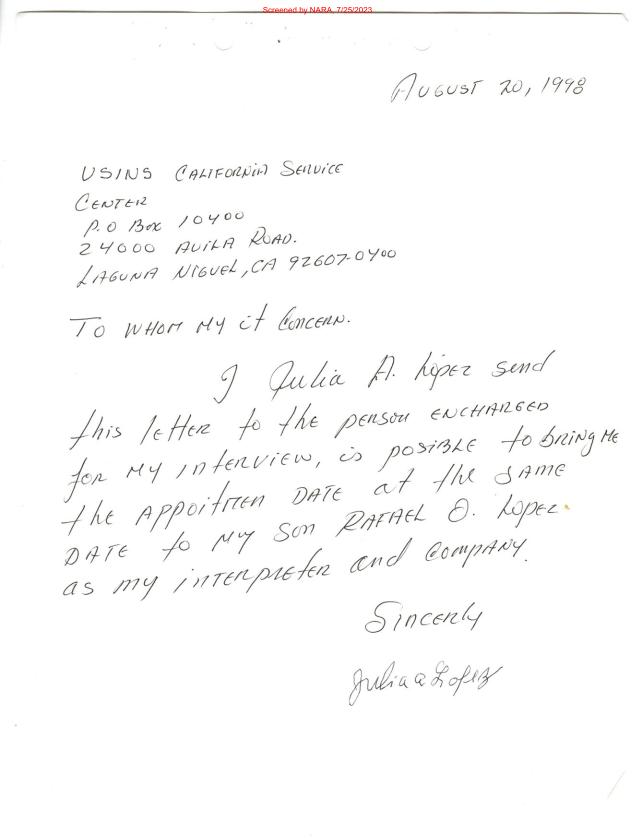 Screened by NARA, 7/25/2023
AUGUST 20, 1998
USINS CALIFORNIA SERVICE
CENTER
P.O Box 10400
24000 AVILA ROAD.
LAGUNA NIGUEL, CA 92607-0400
TO WHOM MY it CONCERN.
I Julia A. Lopez send
this letter to the PERSON ENCHARGED
for MY INTERVIEW, is POSIBLE to bring ME
the APPOITMEN DATE at the SAME
DATE to MY SON RAFAEL O. Lopez.
as my INTERPRETER and COMPANY.
Sincerly
Julia a Lopez